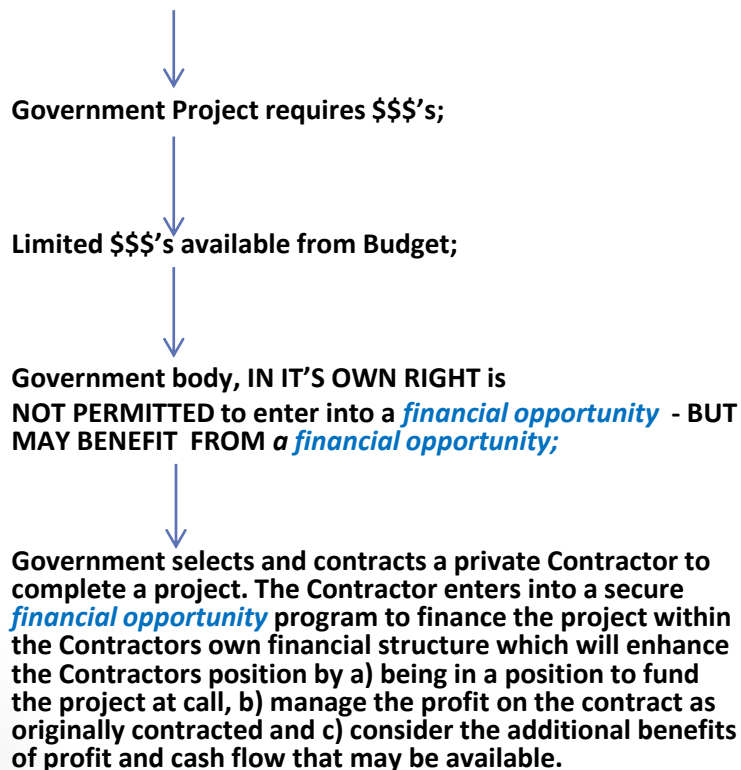 Government Project requires $$$'s;
Limited $$$'s available from Budget;
Government body, IN IT'S OWN RIGHT is
NOT PERMITTED to enter into a financial opportunity - BUT
MAY BENEFIT FROM a financial opportunity;
Government selects and contracts a private Contractor to
complete a project. The Contractor enters into a secure
financial opportunity program to finance the project within
the Contractors own financial structure which will enhance
the Contractors position by a) being in a position to fund
the project at call, b) manage the profit on the contract as
originally contracted and c) consider the additional benefits
of profit and cash flow that may be available.